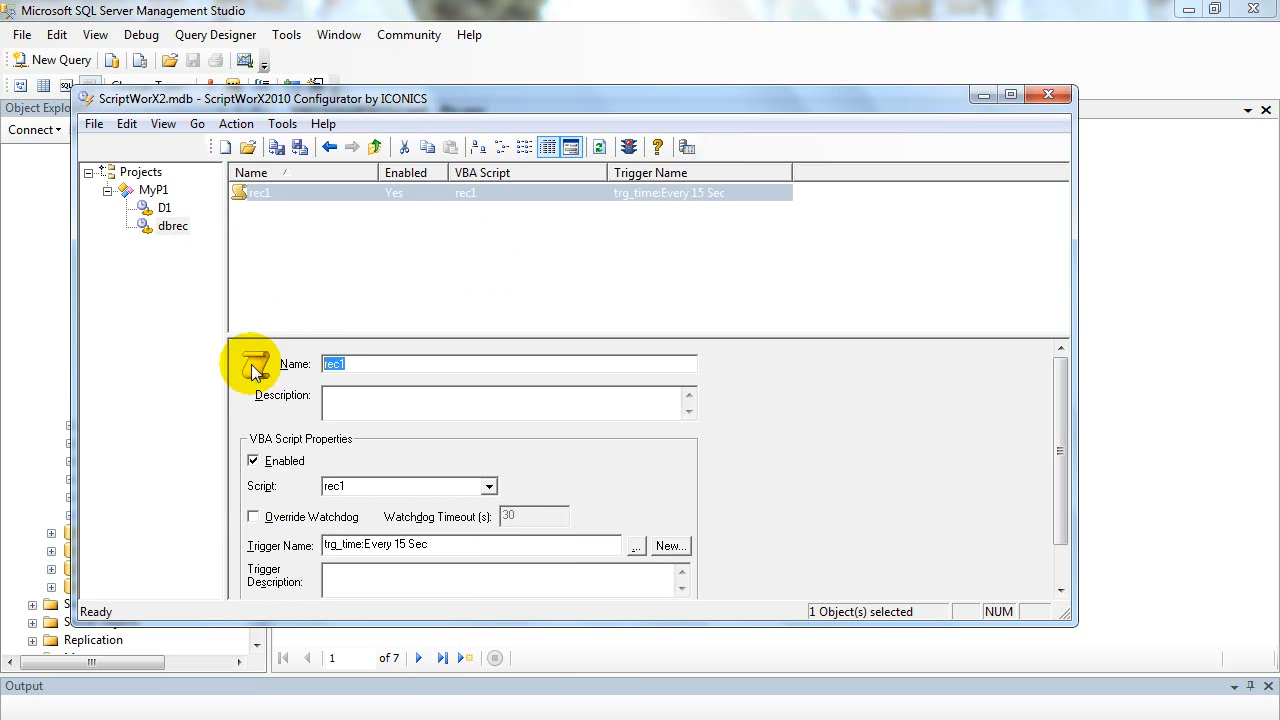 Microsoft SQL Server Management Studio
File Edit View Debug Query Designer Tools Window Community Help
New Query
Object Explo
Connect
ScriptWorX2.mdb - ScriptWorX2010 Configurator by ICONICS
File Edit View Go Action Tools Help
Projects
MyP1
D1
dbrec
Name Enabled VBA Script Trigger Name
rec1 Yes rec1 trg_time:Every 15 Sec
Name: rec1
Description:
VBA Script Properties
Enabled
Script: rec1
Override Watchdog Watchdog Timeout (s): 30
Trigger Name: trg_time:Every 15 Sec ... New...
Trigger
Description:
Ready 1 Object(s) selected NUM
Replication
1 of 7
Output